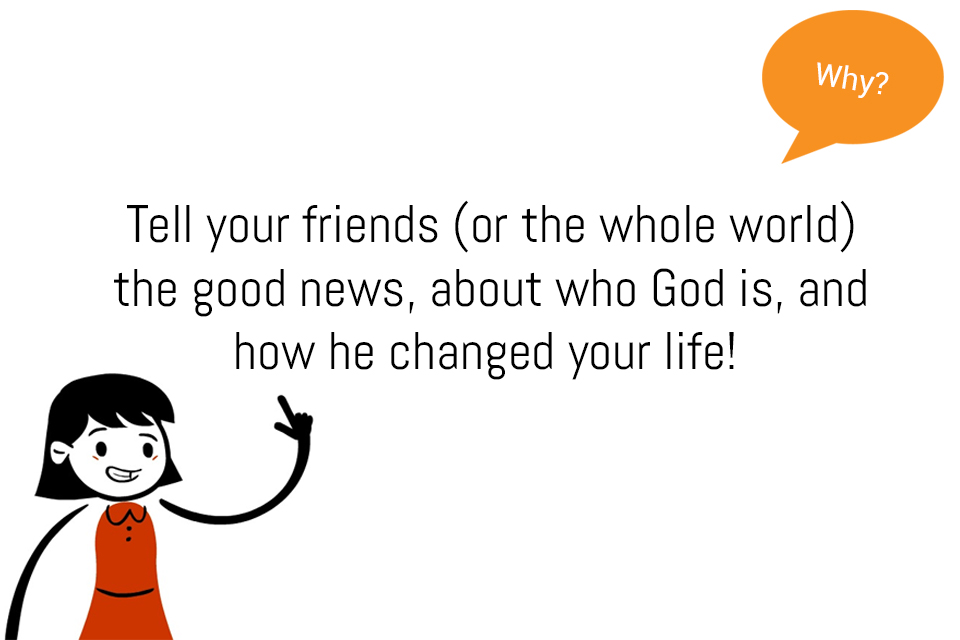 Why?
Tell your friends (or the whole world)
the good news, about who God is, and
how he changed your life!